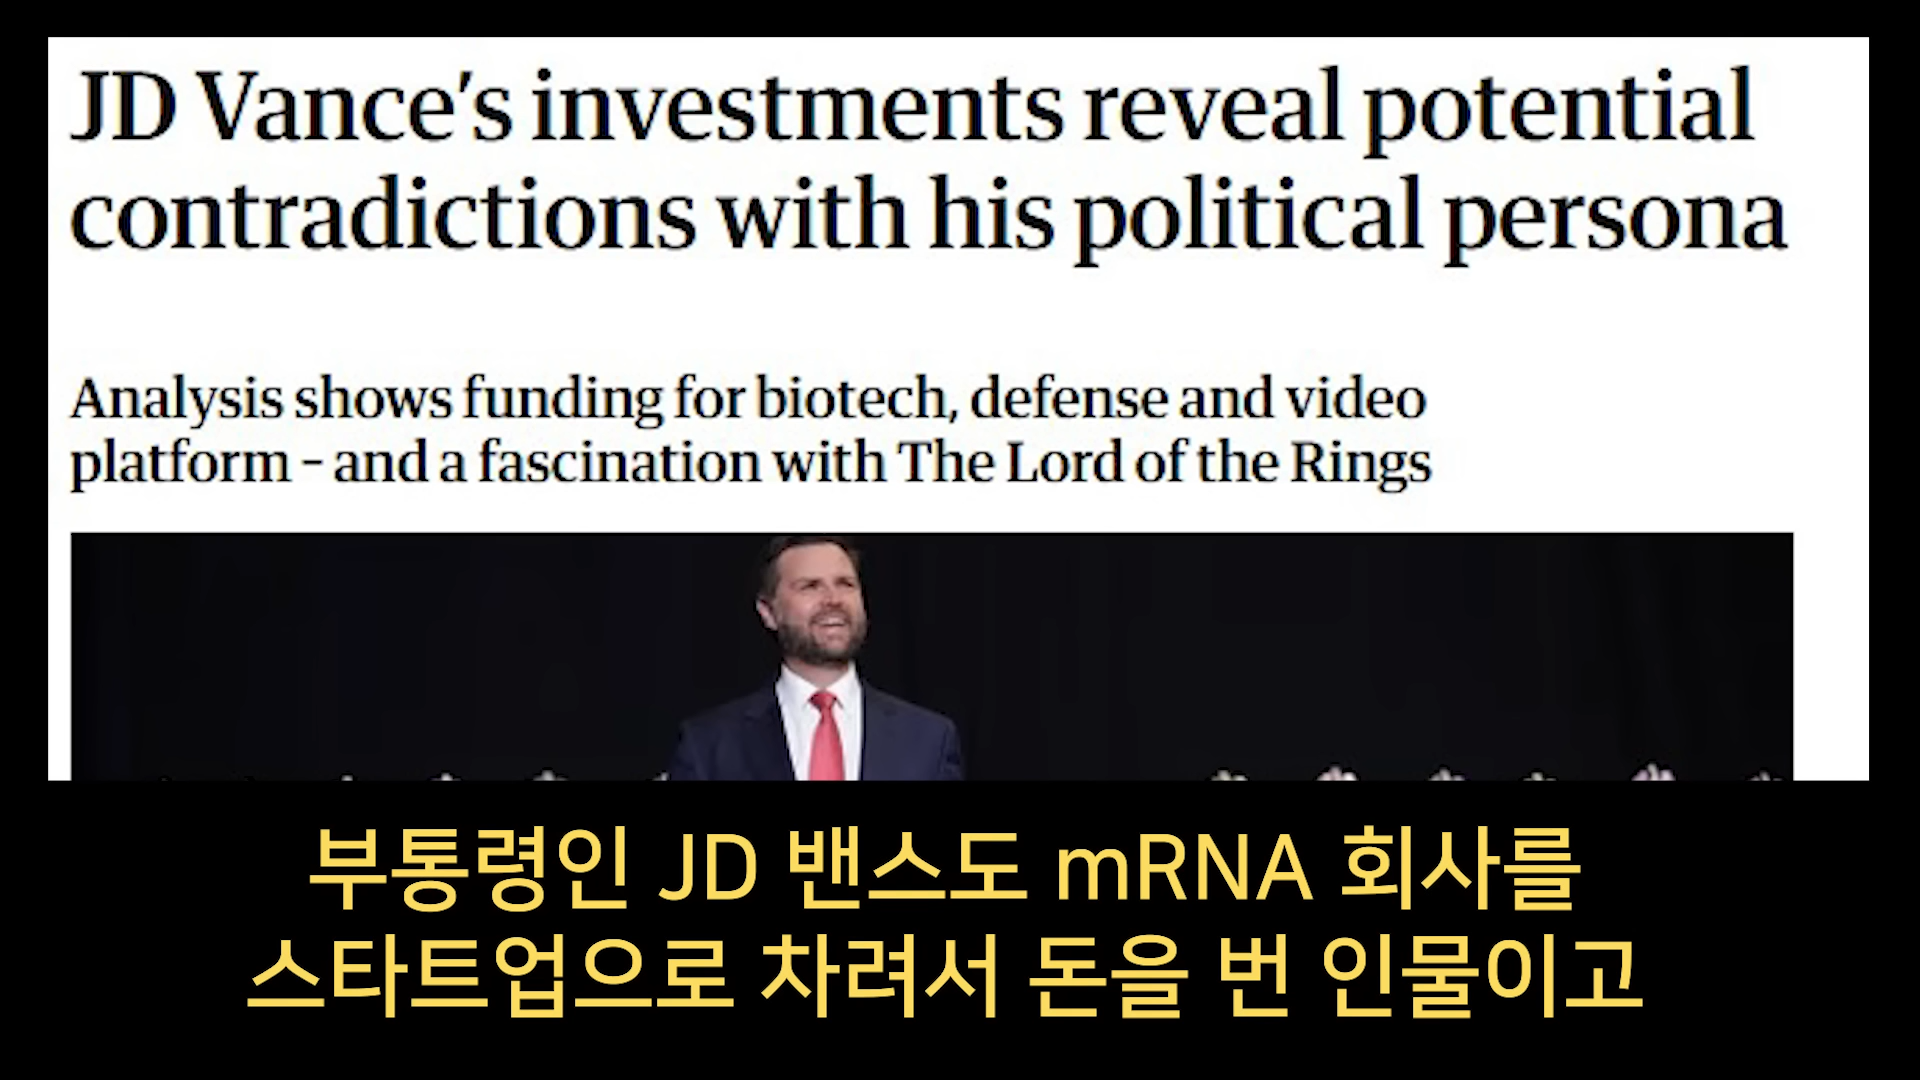 JD Vance’s investments reveal potential
contradictions with his political persona
Analysis shows funding for biotech, defense and video
platform – and a fascination with The Lord of the Rings
부통령인 JD 밴스도 mRNA 회사를
스타트업으로 차려서 돈을 번 인물이고